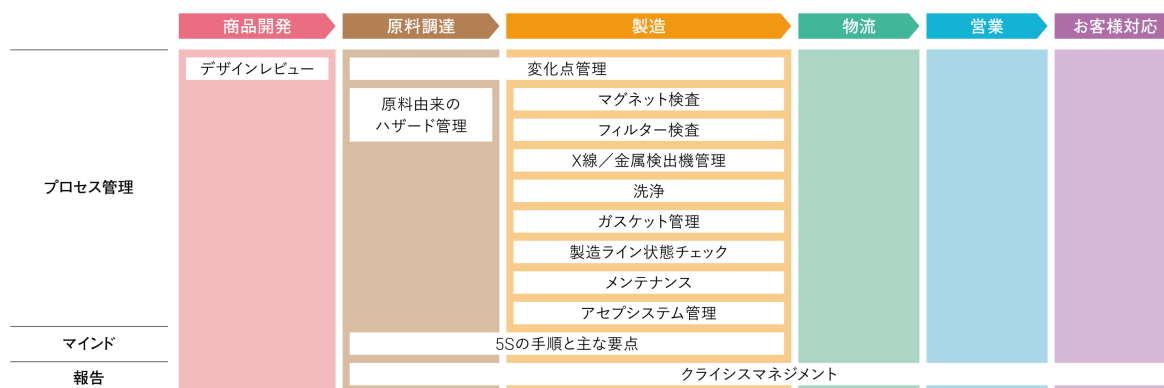 商品開発
原料調達
製造
物流
営業
お客様対応
プロセス管理
デザインレビュー
変化点管理
原料由来の
ハザード管理
マグネット検査
フィルター検査
X線／金属検出機管理
洗浄
ガスケット管理
製造ライン状態チェック
メンテナンス
アセプシステム管理
マインド
5Sの手順と主な要点
報告
クライシスマネジメント